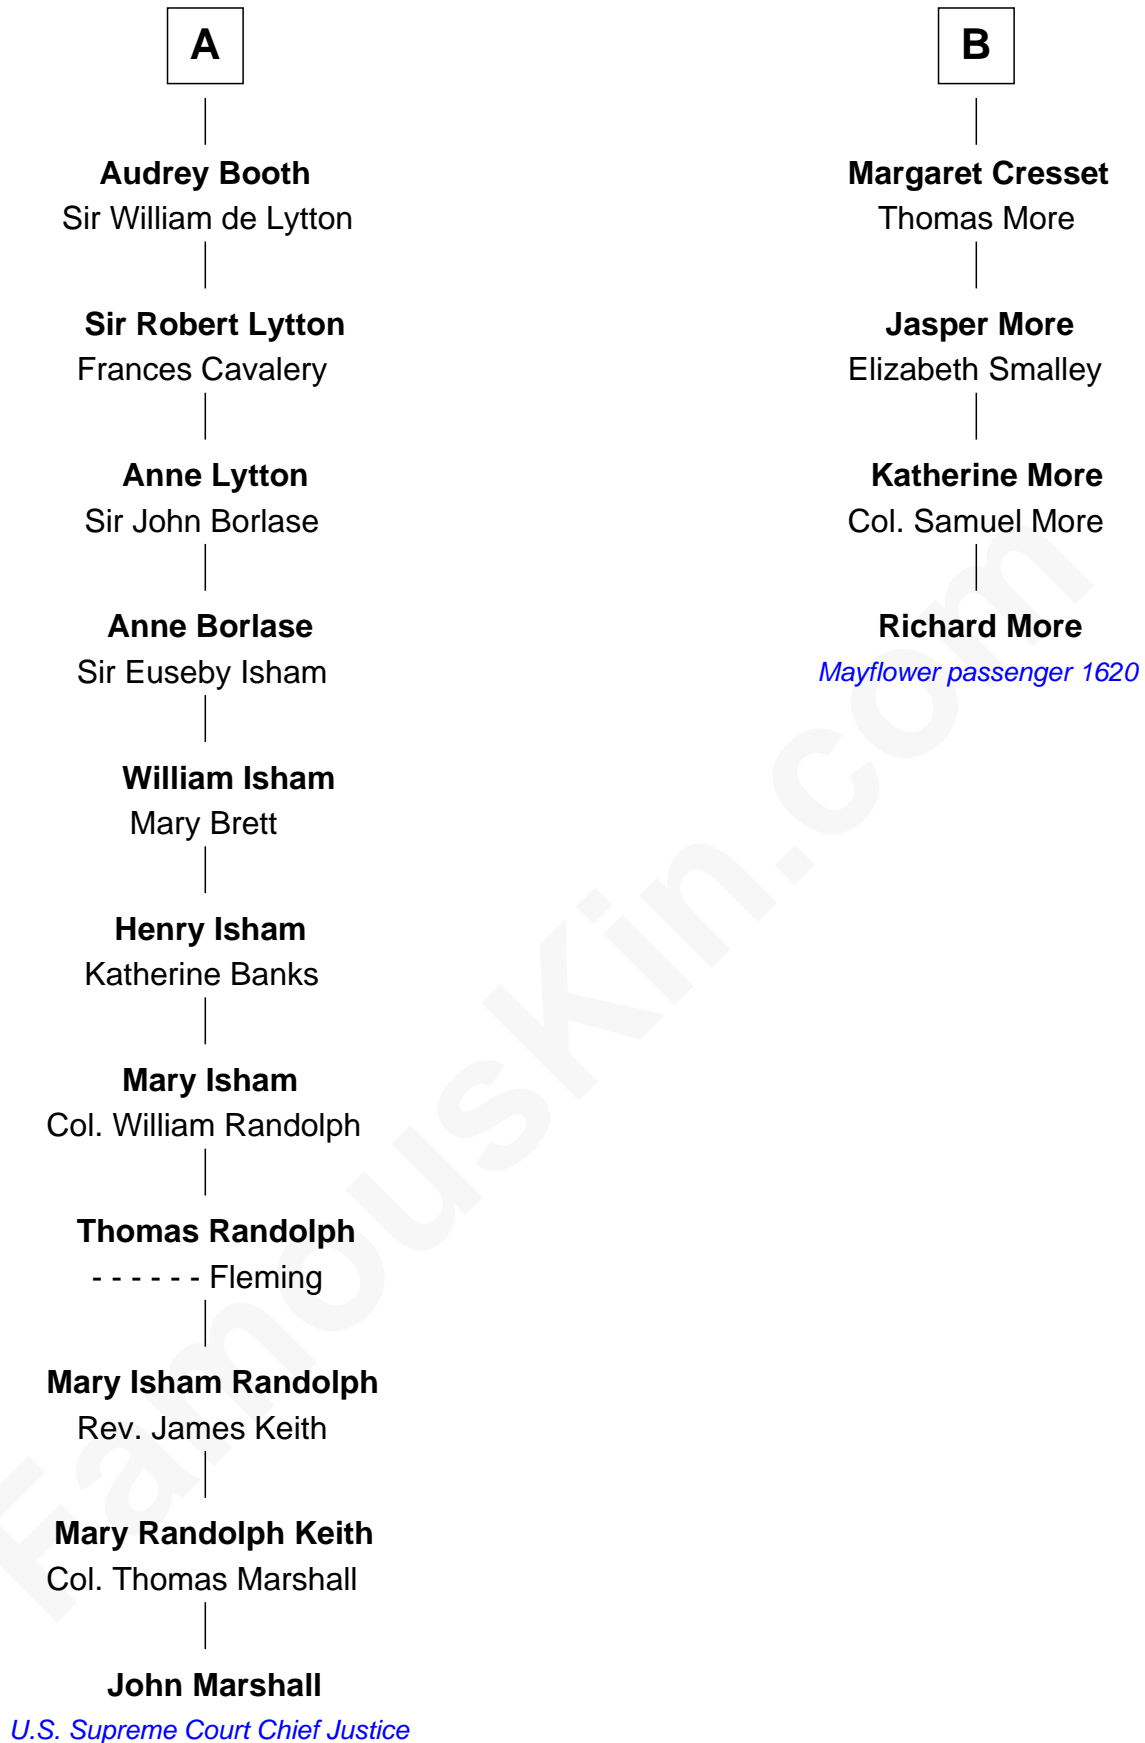 A
Audrey Booth
Sir William de Lytton
Sir Robert Lytton
Frances Cavalery
Anne Lytton
Sir John Borlase
Anne Borlase
Sir Euseby Isham
William Isham
Mary Brett
Henry Isham
Katherine Banks
Mary Isham
Col. William Randolph
Thomas Randolph
- - - - - - Fleming
Mary Isham Randolph
Rev. James Keith
Mary Randolph Keith
Col. Thomas Marshall
John Marshall
U.S. Supreme Court Chief Justice
B
Margaret Cresset
Thomas More
Jasper More
Elizabeth Smalley
Katherine More
Col. Samuel More
Richard More
Mayflower passenger 1620
FamousKin.com